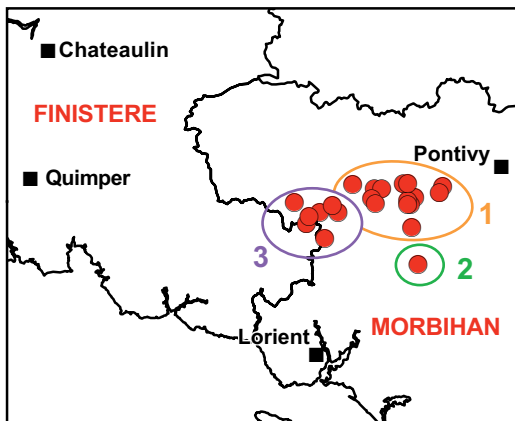 Chateaulin
FINISTERE
Pontivy
Quimper
1
3
2
MORBIHAN
Lorient